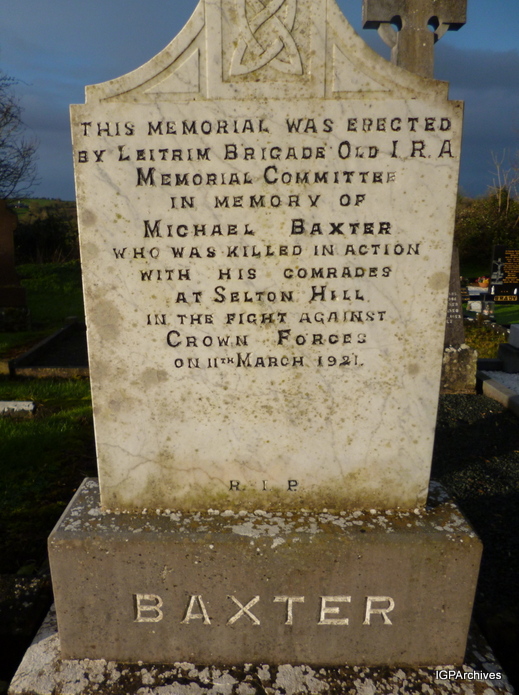 THIS MEMORIAL WAS ERECTED
BY LEITRIM BRIGADE OLD I.R.A
MEMORIAL COMMITTEE
IN MEMORY OF
MICHAEL BAXTER
WHO WAS KILLED IN ACTION
WITH HIS COMRADES
AT SELTON HILL
IN THE FIGHT AGAINST
CROWN FORCES
ON 11TH MARCH 1921.
R.I.P.
BAXTER
IGPArchives